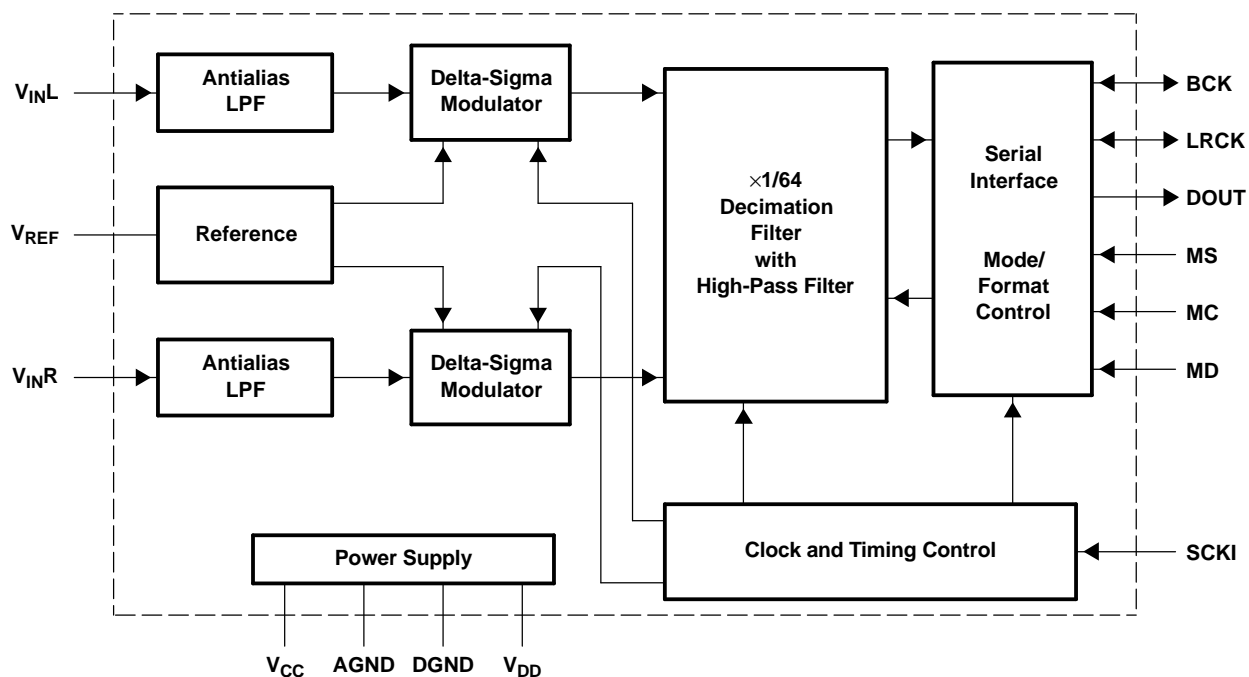 V_INL
Antialias
LPF
Delta-Sigma
Modulator
V_REF
Reference
V_INR
Antialias
LPF
Delta-Sigma
Modulator
×1/64
Decimation
Filter
with
High-Pass Filter
Serial
Interface
Mode/
Format
Control
BCK
LRCK
DOUT
MS
MC
MD
Clock and Timing Control
SCKI
Power Supply
V_CC
AGND
DGND
V_DD